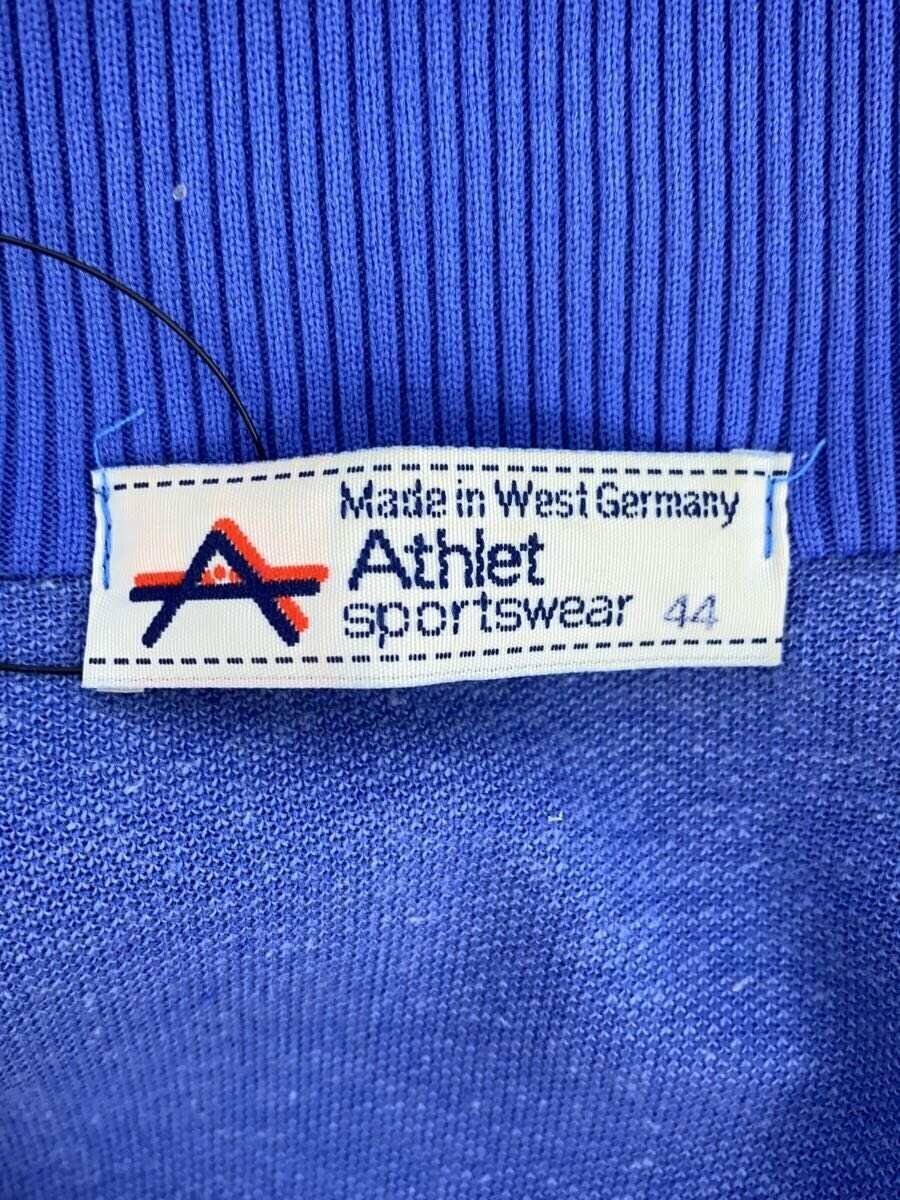 Made in West Germany
Athlet
sportswear 44